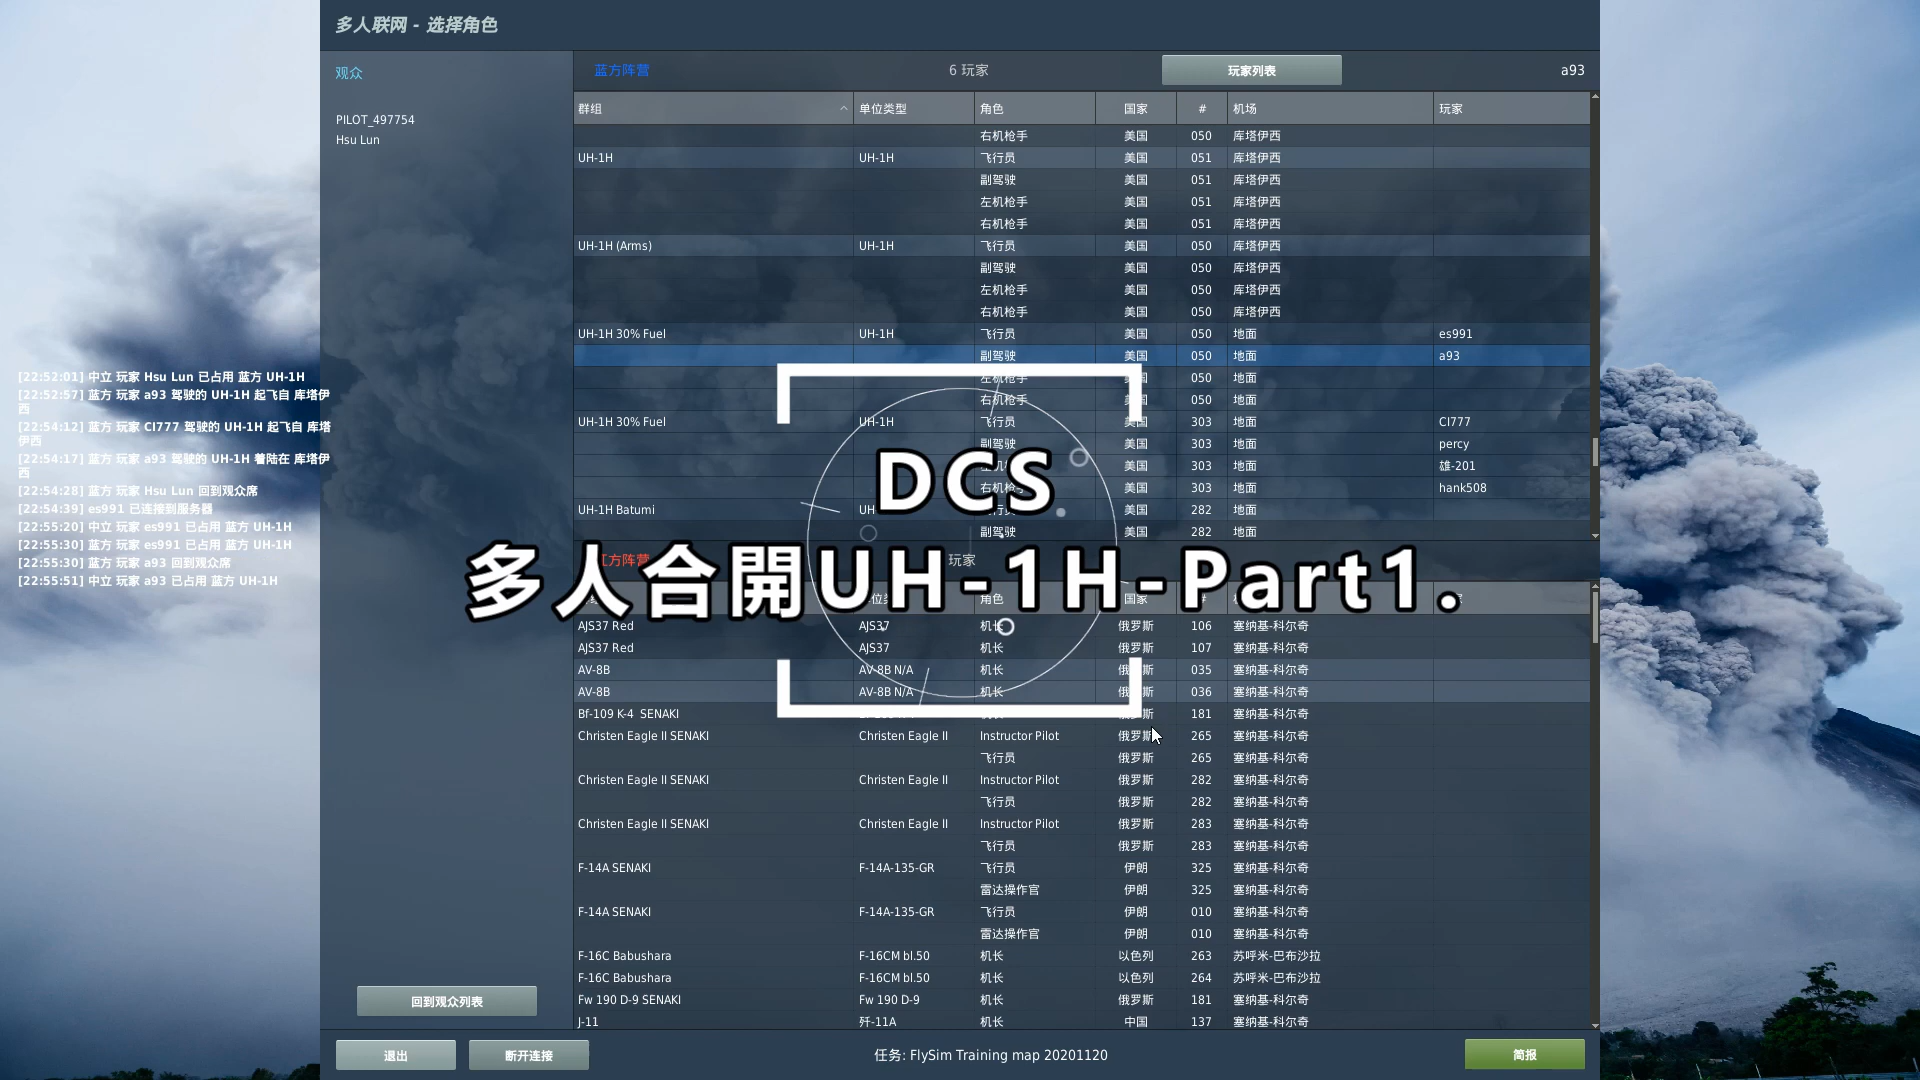 多人联网 - 选择角色
观众
PILOT_497754
Hsu Lun
蓝方阵营 6 玩家 玩家列表 a93
群组 单位类型 角色 国家 # 机场 玩家
右机枪手 美国 050 库塔伊西
UH-1H UH-1H 飞行员 美国 051 库塔伊西
副驾驶 美国 051 库塔伊西
左机枪手 美国 051 库塔伊西
右机枪手 美国 051 库塔伊西
UH-1H (Arms) UH-1H 飞行员 美国 050 库塔伊西
副驾驶 美国 050 库塔伊西
左机枪手 美国 050 库塔伊西
右机枪手 美国 050 库塔伊西
UH-1H 30% Fuel UH-1H 飞行员 美国 050 地面 es991
副驾驶 美国 050 地面 a93
左机枪手 050 地面
右机枪手 050 地面
UH-1H 30% Fuel UH-1H 飞行员 美国 303 地面 CI777
副驾驶 美国 303 地面 percy
美国 303 地面 雄-201
右机枪手 美国 303 地面 hank508
UH-1H Batumi 美国 282 地面
副驾驶 美国 282 地面
[22:52:01] 中立 玩家 Hsu Lun 已占用 蓝方 UH-1H
[22:52:57] 蓝方 玩家 a93 驾驶的 UH-1H 起飞自 库塔伊
西
[22:54:12] 蓝方 玩家 CI777 驾驶的 UH-1H 起飞自 库塔
伊西
[22:54:17] 蓝方 玩家 a93 驾驶的 UH-1H 着陆在 库塔伊
西
[22:54:28] 蓝方 玩家 Hsu Lun 回到观众席
[22:54:39] es991 已连接到服务器
[22:55:20] 中立 玩家 es991 已占用 蓝方 UH-1H
[22:55:30] 蓝方 玩家 es991 已占用 蓝方 UH-1H
[22:55:30] 蓝方 玩家 a93 回到观众席
[22:55:51] 中立 玩家 a93 已占用 蓝方 UH-1H
DCS
多人合開UH-1H-Part1.
红方阵营 玩家
角色 国家
AJS37 Red AJS37 机长 俄罗斯 106 塞纳基-科尔奇
AJS37 Red AJS37 机长 俄罗斯 107 塞纳基-科尔奇
AV-8B AV-8B N/A 机长 俄罗斯 035 塞纳基-科尔奇
AV-8B AV-8B N/A 机长 俄罗斯 036 塞纳基-科尔奇
Bf-109 K-4 SENAKI 机长 俄罗斯 181 塞纳基-科尔奇
Christen Eagle II SENAKI Christen Eagle II Instructor Pilot 俄罗斯 265 塞纳基-科尔奇
飞行员 俄罗斯 265 塞纳基-科尔奇
Christen Eagle II SENAKI Christen Eagle II Instructor Pilot 俄罗斯 282 塞纳基-科尔奇
飞行员 俄罗斯 282 塞纳基-科尔奇
Christen Eagle II SENAKI Christen Eagle II Instructor Pilot 俄罗斯 283 塞纳基-科尔奇
飞行员 俄罗斯 283 塞纳基-科尔奇
F-14A SENAKI F-14A-135-GR 飞行员 伊朗 325 塞纳基-科尔奇
雷达操作官 伊朗 325 塞纳基-科尔奇
F-14A SENAKI F-14A-135-GR 飞行员 伊朗 010 塞纳基-科尔奇
雷达操作官 伊朗 010 塞纳基-科尔奇
F-16C Babushara F-16CM bl.50 机长 以色列 263 苏呼米-巴布沙拉
F-16C Babushara F-16CM bl.50 机长 以色列 264 苏呼米-巴布沙拉
Fw 190 D-9 SENAKI Fw 190 D-9 机长 俄罗斯 181 塞纳基-科尔奇
J-11 歼-11A 机长 中国 137 塞纳基-科尔奇
回到观众列表
退出 断开连接 任务: FlySim Training map 20201120 简报